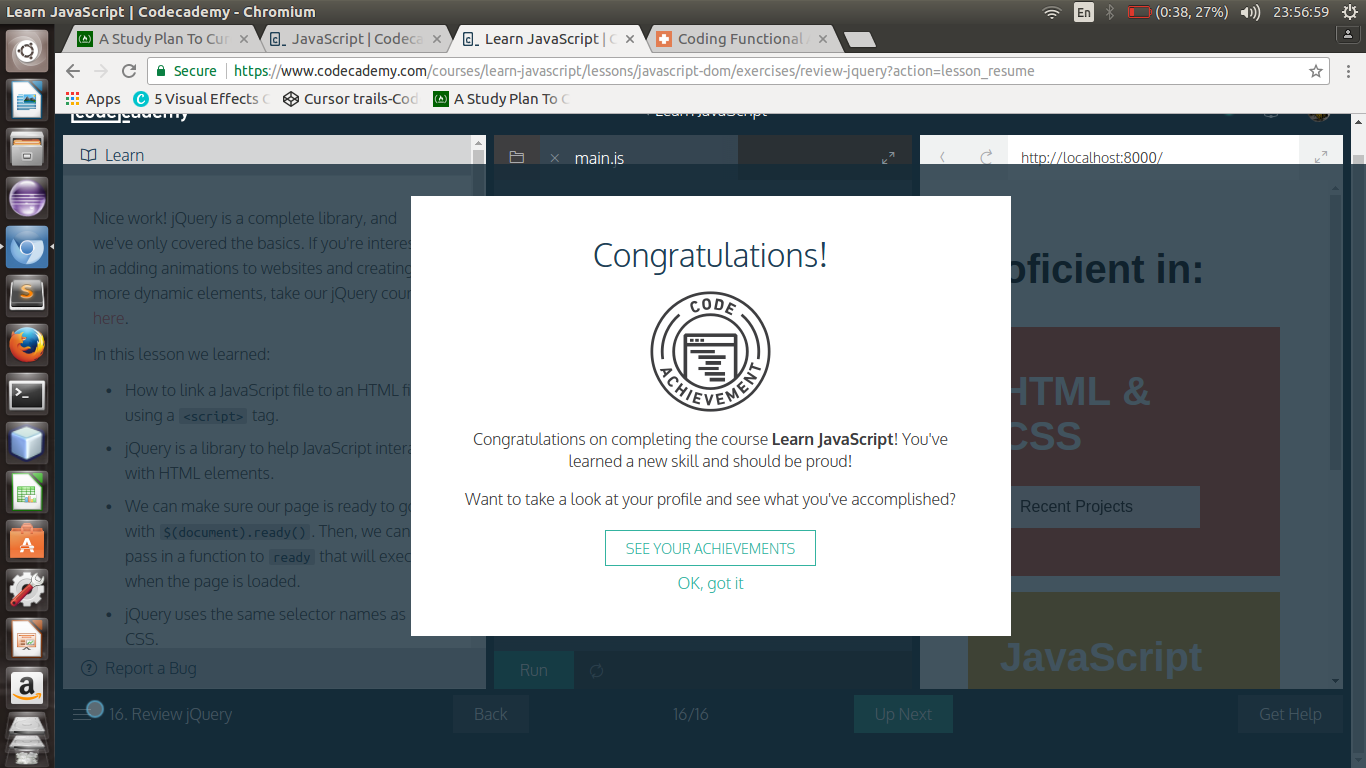 Learn JavaScript | Codecademy - Chromium
En
(0:38, 27%)
23:56:59
A Study Plan To Cur
JavaScript | Codeca
Learn JavaScript | C
Coding Functional A
Secure
https://www.codecademy.com/courses/learn-javascript/lessons/javascript-dom/exercises/review-jquery?action=lesson_resume
Apps
5 Visual Effects C
Cursor trails-Cod
A Study Plan To C
codecademy
Learn JavaScript
Learn
main.js
http://localhost:8000/
Nice work! jQuery is a complete library, and
we've only covered the basics. If you're interes
in adding animations to websites and creating
more dynamic elements, take our jQuery cour
here.
In this lesson we learned:
How to link a JavaScript file to an HTML fi
using a <script> tag.
jQuery is a library to help JavaScript intera
with HTML elements.
We can make sure our page is ready to go
with $(document).ready(). Then, we can
pass in a function to ready that will exec
when the page is loaded.
jQuery uses the same selector names as
CSS.
Report a Bug
Congratulations!
CODE
ACHIEVEMENT
Congratulations on completing the course Learn JavaScript! You've
learned a new skill and should be proud!
Want to take a look at your profile and see what you've accomplished?
SEE YOUR ACHIEVEMENTS
OK, got it
oficient in:
HTML &
CSS
Recent Projects
JavaScript
Run
16. Review jQuery
Back
16/16
Up Next
Get Help